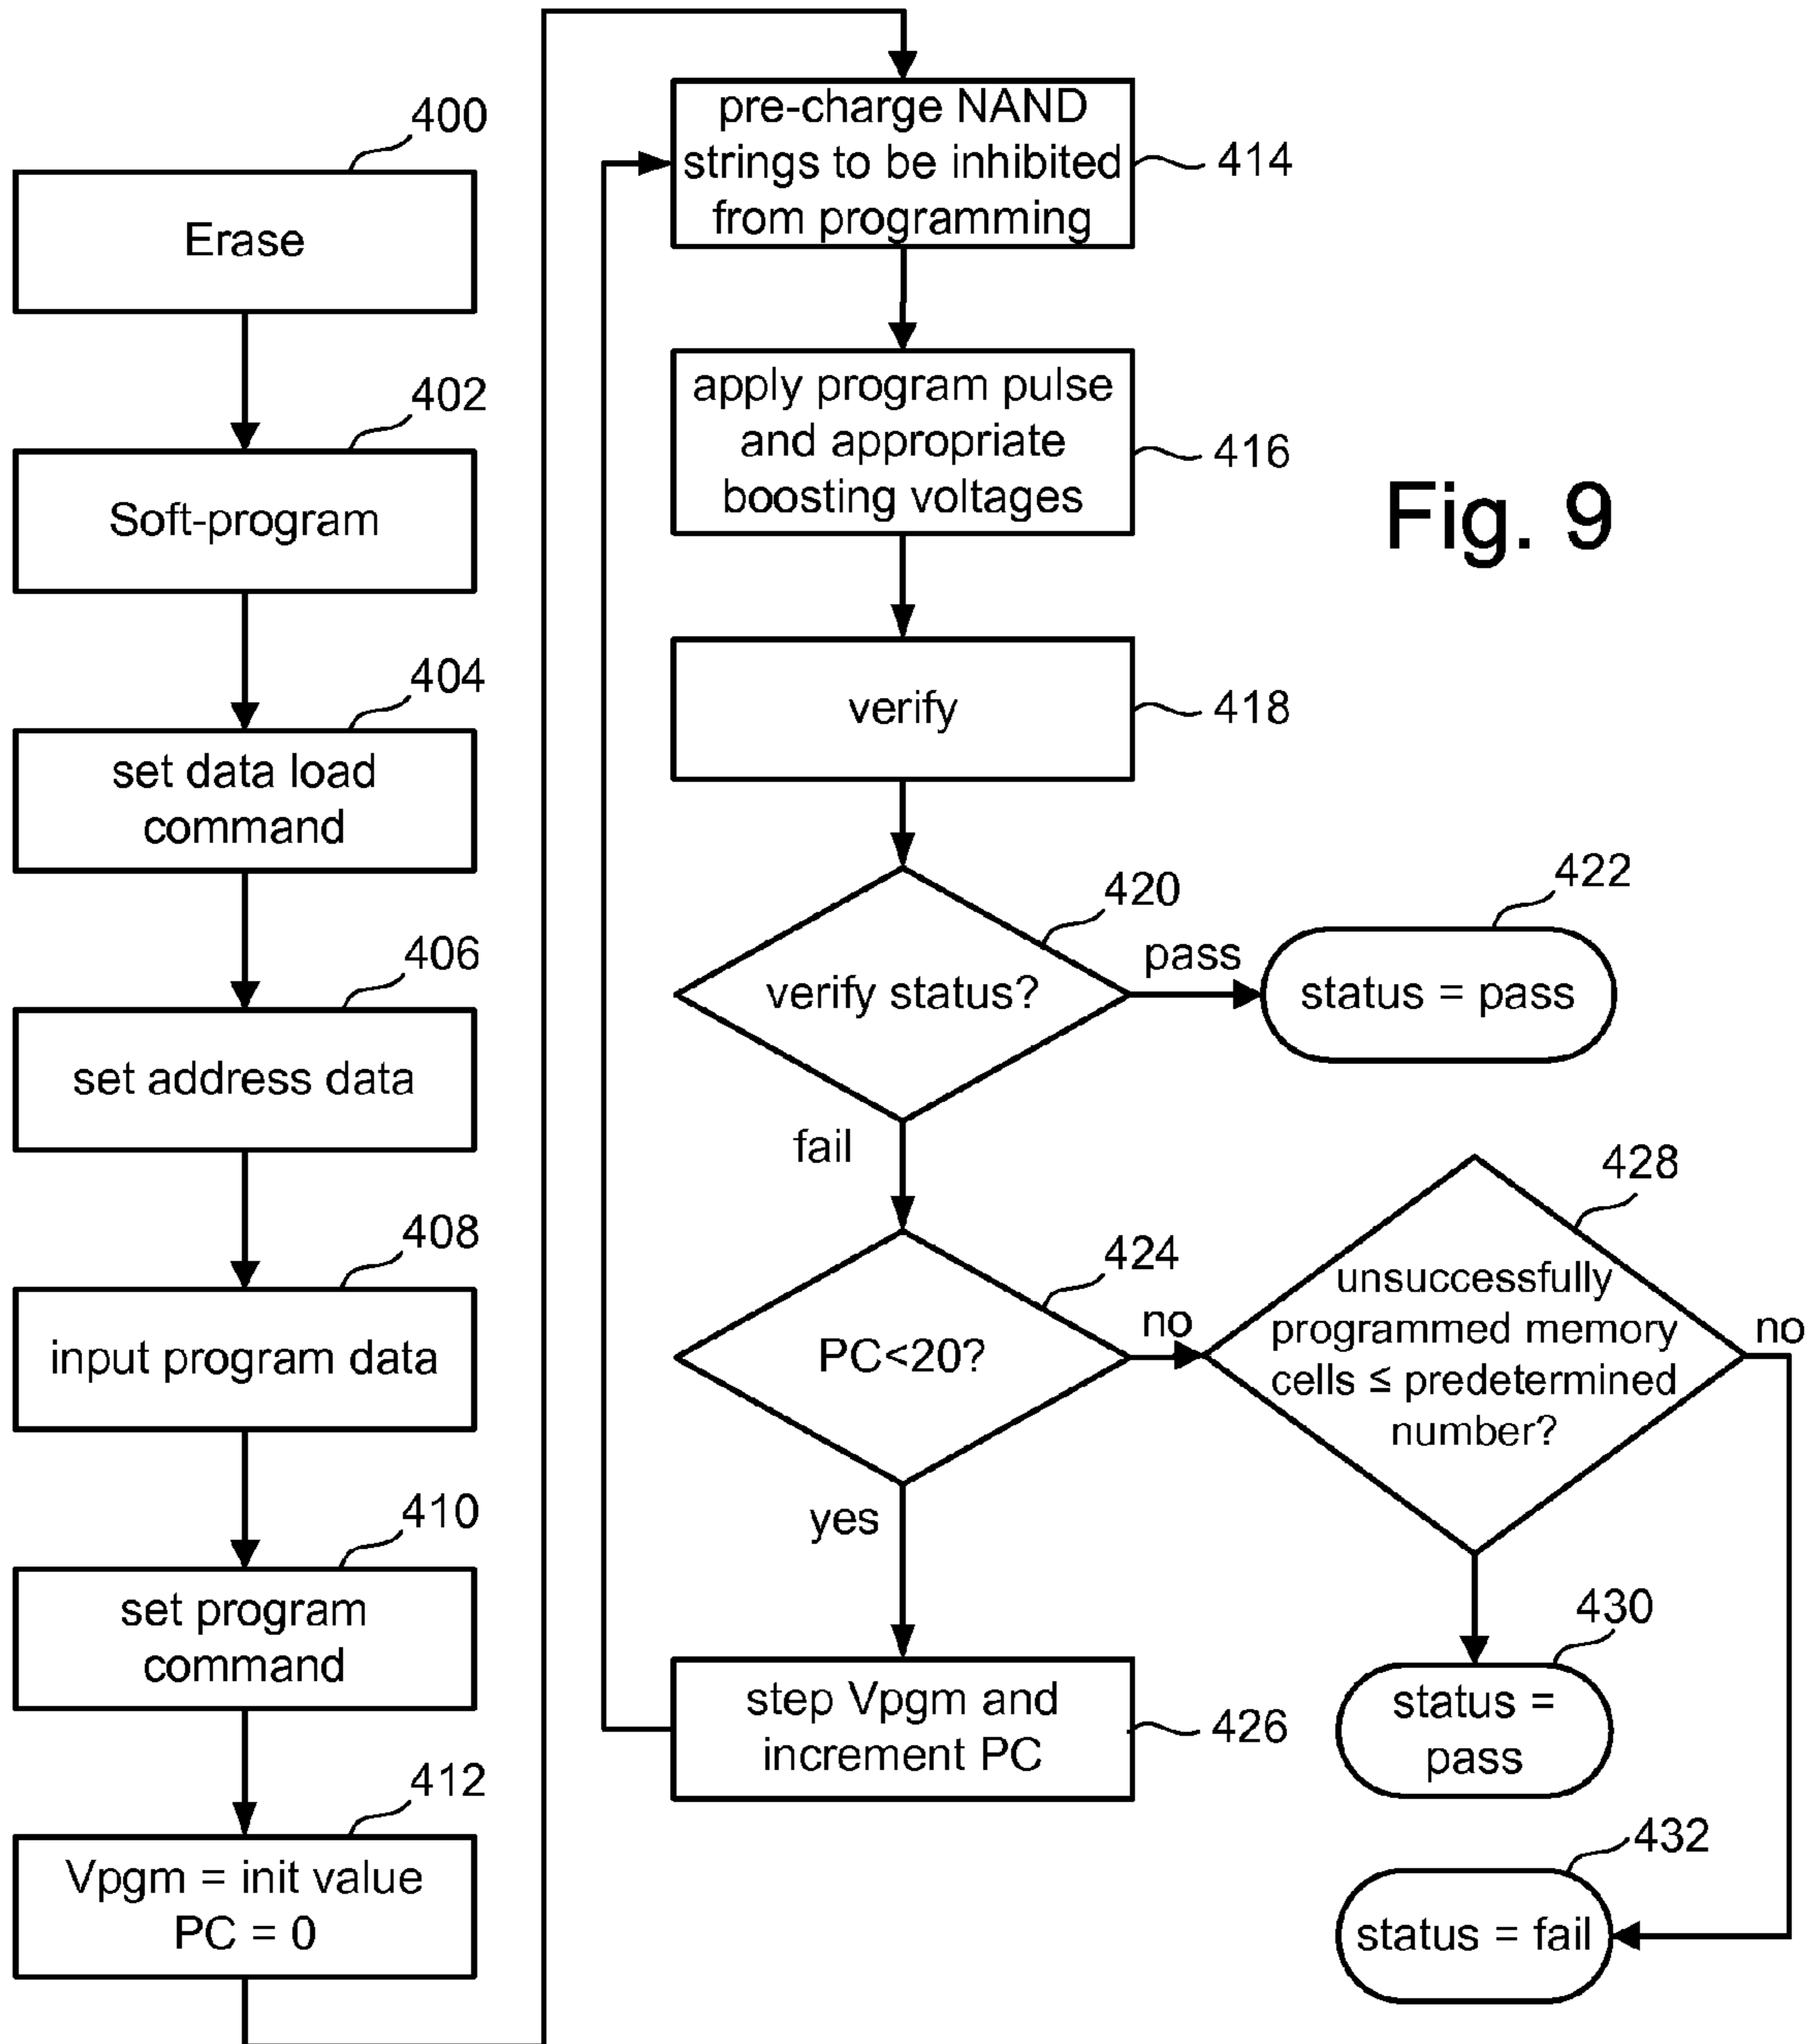 400
Erase
402
Soft-program
404
set data load
command
406
set address data
408
input program data
410
set program
command
412
Vpgm = init value
PC = 0
pre-charge NAND
strings to be inhibited
from programming
414
apply program pulse
and appropriate
boosting voltages
416
Fig. 9
verify
418
420
verify status?
pass
422
status = pass
fail
424
PC<20?
no
428
unsuccessfully
programmed memory
cells ≤ predetermined
number?
no
yes
step Vpgm and
increment PC
426
430
status =
pass
432
status = fail